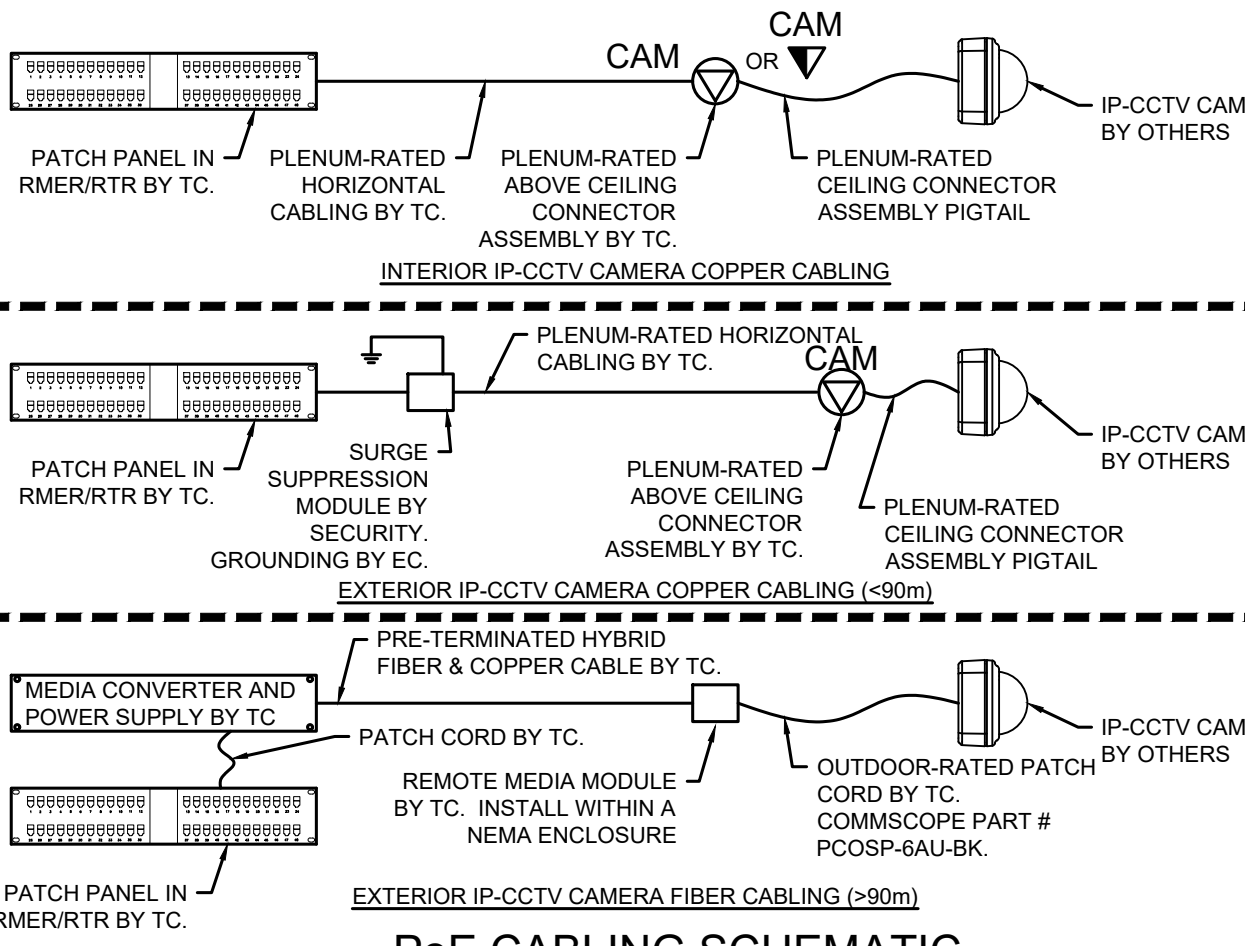 CAM
CAM
OR
PATCH PANEL IN
RMER/RTR BY TC.
PLENUM-RATED
HORIZONTAL
CABLING BY TC.
PLENUM-RATED
ABOVE CEILING
CONNECTOR
ASSEMBLY BY TC.
PLENUM-RATED
CEILING CONNECTOR
ASSEMBLY PIGTAIL
IP-CCTV CAM
BY OTHERS
INTERIOR IP-CCTV CAMERA COPPER CABLING
PLENUM-RATED HORIZONTAL
CABLING BY TC.
CAM
PATCH PANEL IN
RMER/RTR BY TC.
SURGE
SUPPRESSION
MODULE BY
SECURITY.
GROUNDING BY EC.
PLENUM-RATED
ABOVE CEILING
CONNECTOR
ASSEMBLY BY TC.
PLENUM-RATED
CEILING CONNECTOR
ASSEMBLY PIGTAIL
IP-CCTV CAM
BY OTHERS
EXTERIOR IP-CCTV CAMERA COPPER CABLING (<90m)
PRE-TERMINATED HYBRID
FIBER & COPPER CABLE BY TC.
MEDIA CONVERTER AND
POWER SUPPLY BY TC
PATCH CORD BY TC.
REMOTE MEDIA MODULE
BY TC. INSTALL WITHIN A
NEMA ENCLOSURE
OUTDOOR-RATED PATCH
CORD BY TC.
COMMSCOPE PART #
PCOSP-6AU-BK.
IP-CCTV CAM
BY OTHERS
PATCH PANEL IN
RMER/RTR BY TC.
EXTERIOR IP-CCTV CAMERA FIBER CABLING (>90m)
PoE CABLING SCHEMATIC